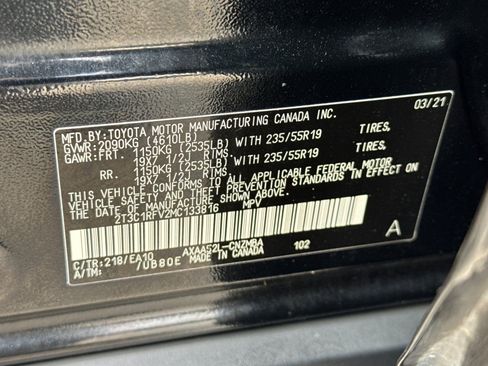 MFD.BY:TOYOTA MOTOR MANUFACTURING CANADA INC. 03/21
GVWR:2090KG (4610LB)
GAWR:FRT. 1150KG (2535LB) WITH 235/55R19 TIRES,
19X7 1/2J RIMS
RR. 1150KG (2535LB) WITH 235/55R19 TIRES,
19X7 1/2J RIMS
THIS VEHICLE CONFORMS TO ALL APPLICABLE FEDERAL MOTOR
VEHICLE SAFETY AND THEFT PREVENTION STANDARDS IN EFFECT
ON THE DATE OF MANUFACTURE SHOWN ABOVE.
2T3C1RFV2MC133816 MPV
C/TR:218/EA10 AXAA52L-CNZMBA A
A/TM: /UB80E MADE IN CANADA 102